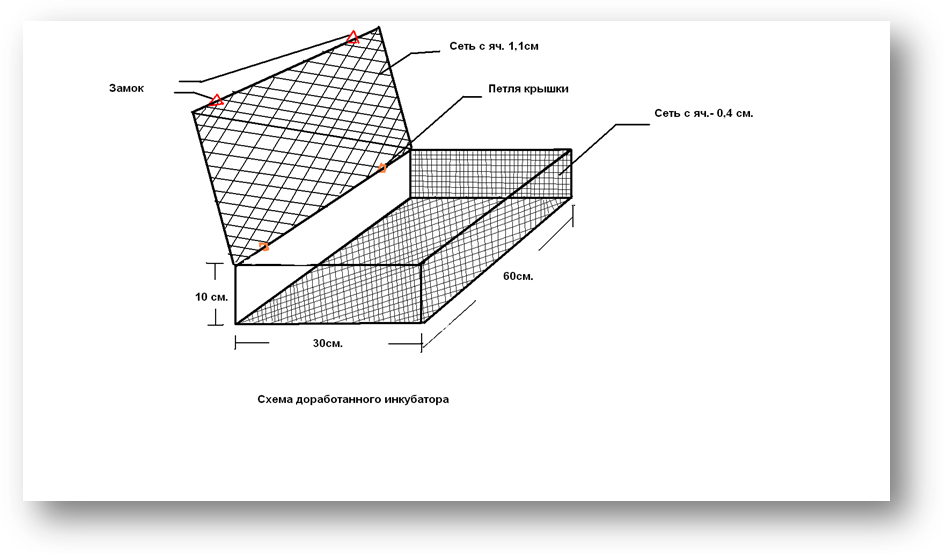 Сеть с яч. 1,1см
Замок
Петля крышки
Сеть с яч.- 0,4 см.
10 см.
60см.
30см.
Схема доработанного инкубатора